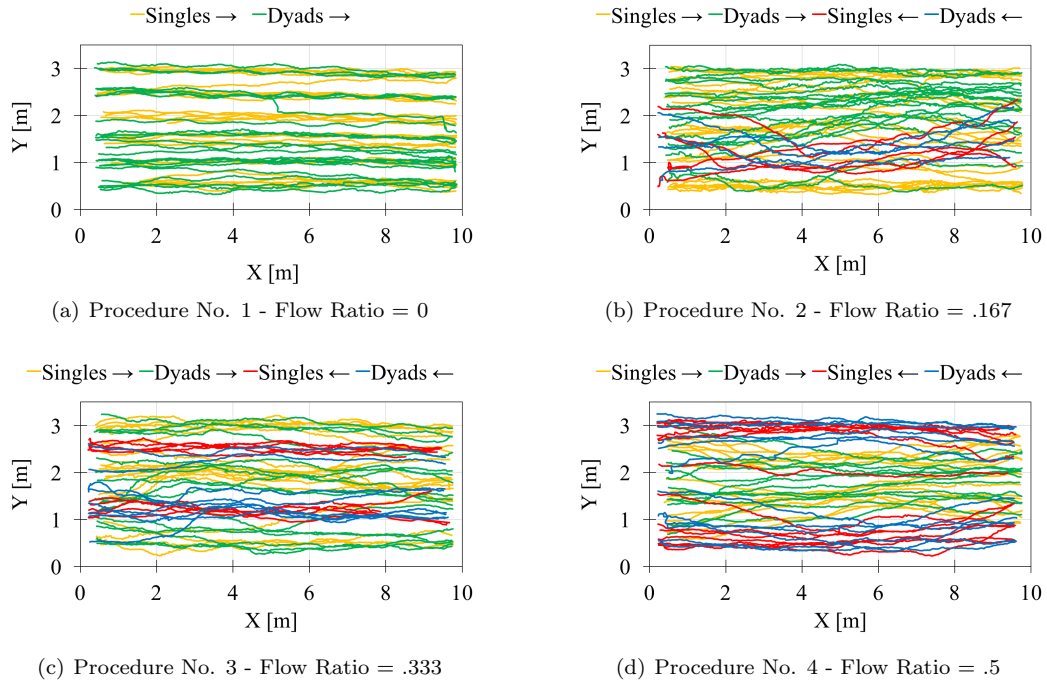 Singles → Dyads →
Y [m]
3
2
1
0
0 2 4 6 8 10
X [m]
(a) Procedure No. 1 - Flow Ratio = 0
Singles → Dyads → Singles ← Dyads ←
Y [m]
3
2
1
0
0 2 4 6 8 10
X [m]
(b) Procedure No. 2 - Flow Ratio = .167
Singles → Dyads → Singles ← Dyads ←
Y [m]
3
2
1
0
0 2 4 6 8 10
X [m]
(c) Procedure No. 3 - Flow Ratio = .333
Singles → Dyads → Singles ← Dyads ←
Y [m]
3
2
1
0
0 2 4 6 8 10
X [m]
(d) Procedure No. 4 - Flow Ratio = .5